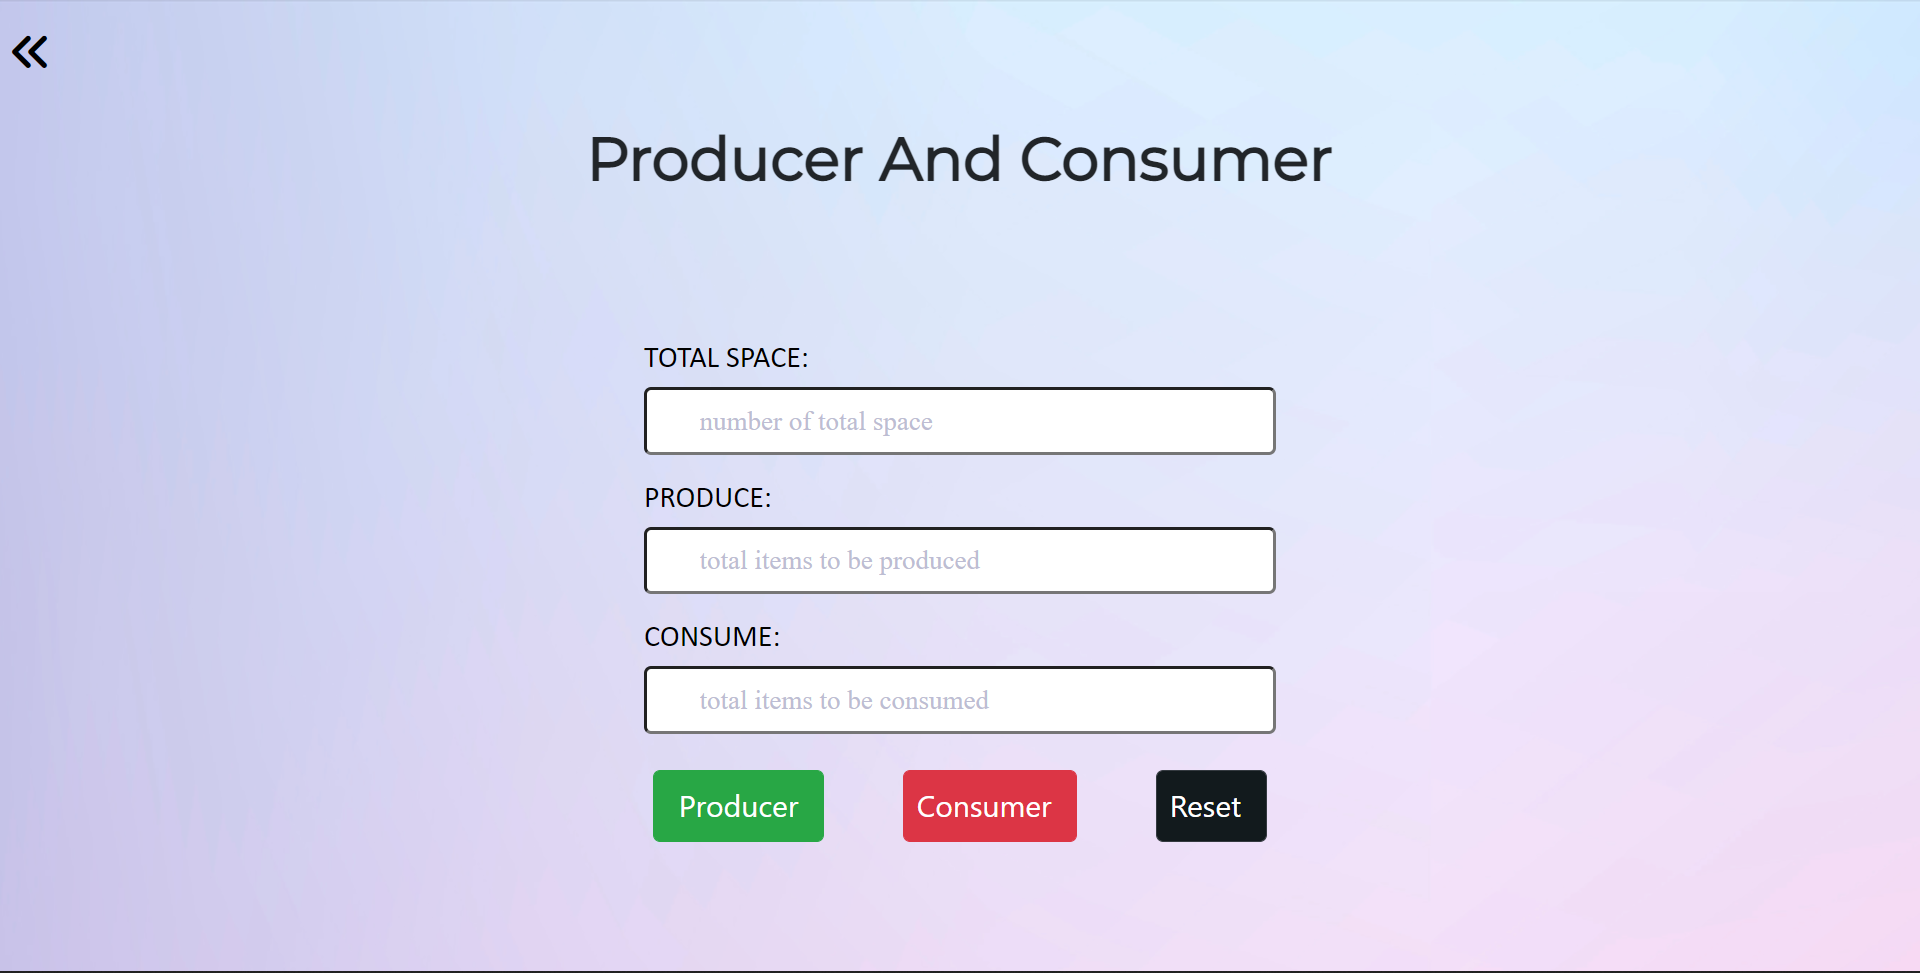 Producer And Consumer
TOTAL SPACE:
number of total space
PRODUCE:
total items to be produced
CONSUME:
total items to be consumed
Producer Consumer Reset